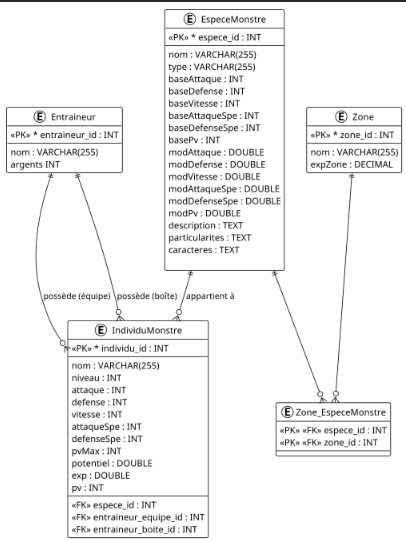 E EspeceMonstre
«PK» * espece_id : INT
nom : VARCHAR(255)
type : VARCHAR(255)
baseAttaque : INT
baseDefense : INT
baseVitesse : INT
baseAttaqueSpe : INT
baseDefenseSpe : INT
basePv : INT
modAttaque : DOUBLE
modDefense : DOUBLE
modVitesse : DOUBLE
modAttaqueSpe : DOUBLE
modDefenseSpe : DOUBLE
modPv : DOUBLE
description : TEXT
particularites : TEXT
caracteres : TEXT
E Entraineur
«PK» * entraineur_id : INT
nom : VARCHAR(255)
argents INT
E Zone
«PK» * zone_id : INT
nom : VARCHAR(255)
expZone : DECIMAL
possède (équipe)
possède (boîte)
appartient à
E IndividuMonstre
«PK» * individu_id : INT
nom : VARCHAR(255)
niveau : INT
attaque : INT
defense : INT
vitesse : INT
attaqueSpe : INT
defenseSpe : INT
pvMax : INT
potentiel : DOUBLE
exp : DOUBLE
pv : INT
«FK» espece_id : INT
«FK» entraineur_equipe_id : INT
«FK» entraineur_boite_id : INT
E Zone_EspeceMonstre
«PK» «FK» espece_id : INT
«PK» «FK» zone_id : INT